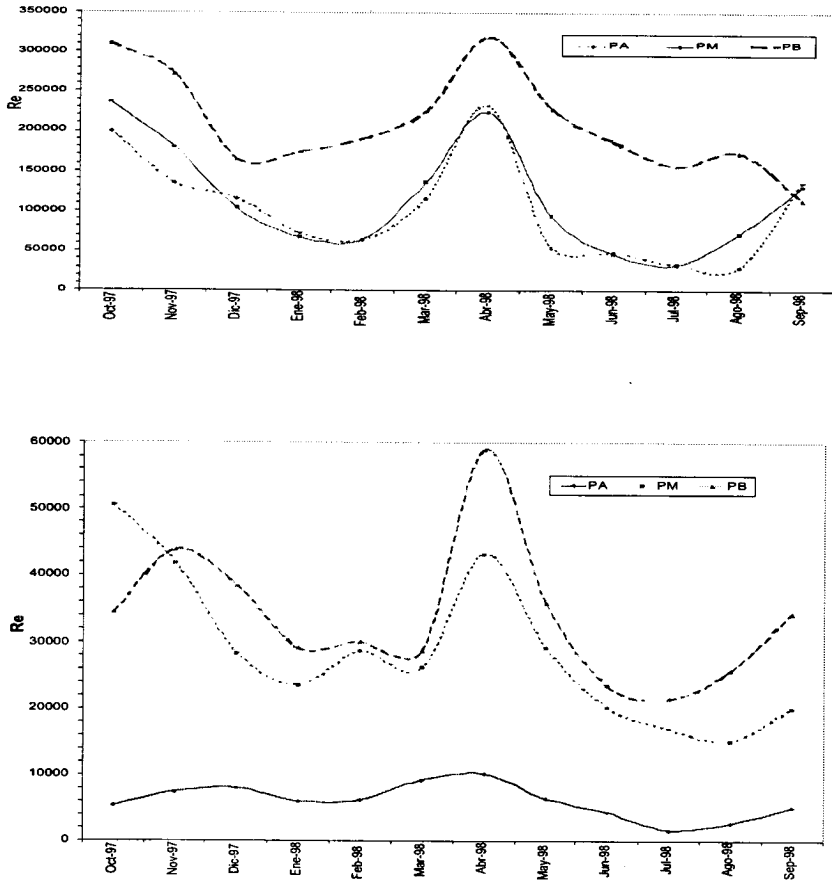 350000
300000
250000
200000
150000
100000
50000
0
Re
PA PM PB
Oct-97
Nov-97
Dic-97
Ene-98
Feb-98
Mar-98
Abr-98
May-98
Jun-98
Jul-98
Ago-98
Sep-98
60000
50000
40000
30000
20000
10000
0
Re
PA PM PB
Oct-97
Nov-97
Dic-97
Ene-98
Feb-98
Mar-98
Abr-98
May-98
Jun-98
Jul-98
Ago-98
Sep-98